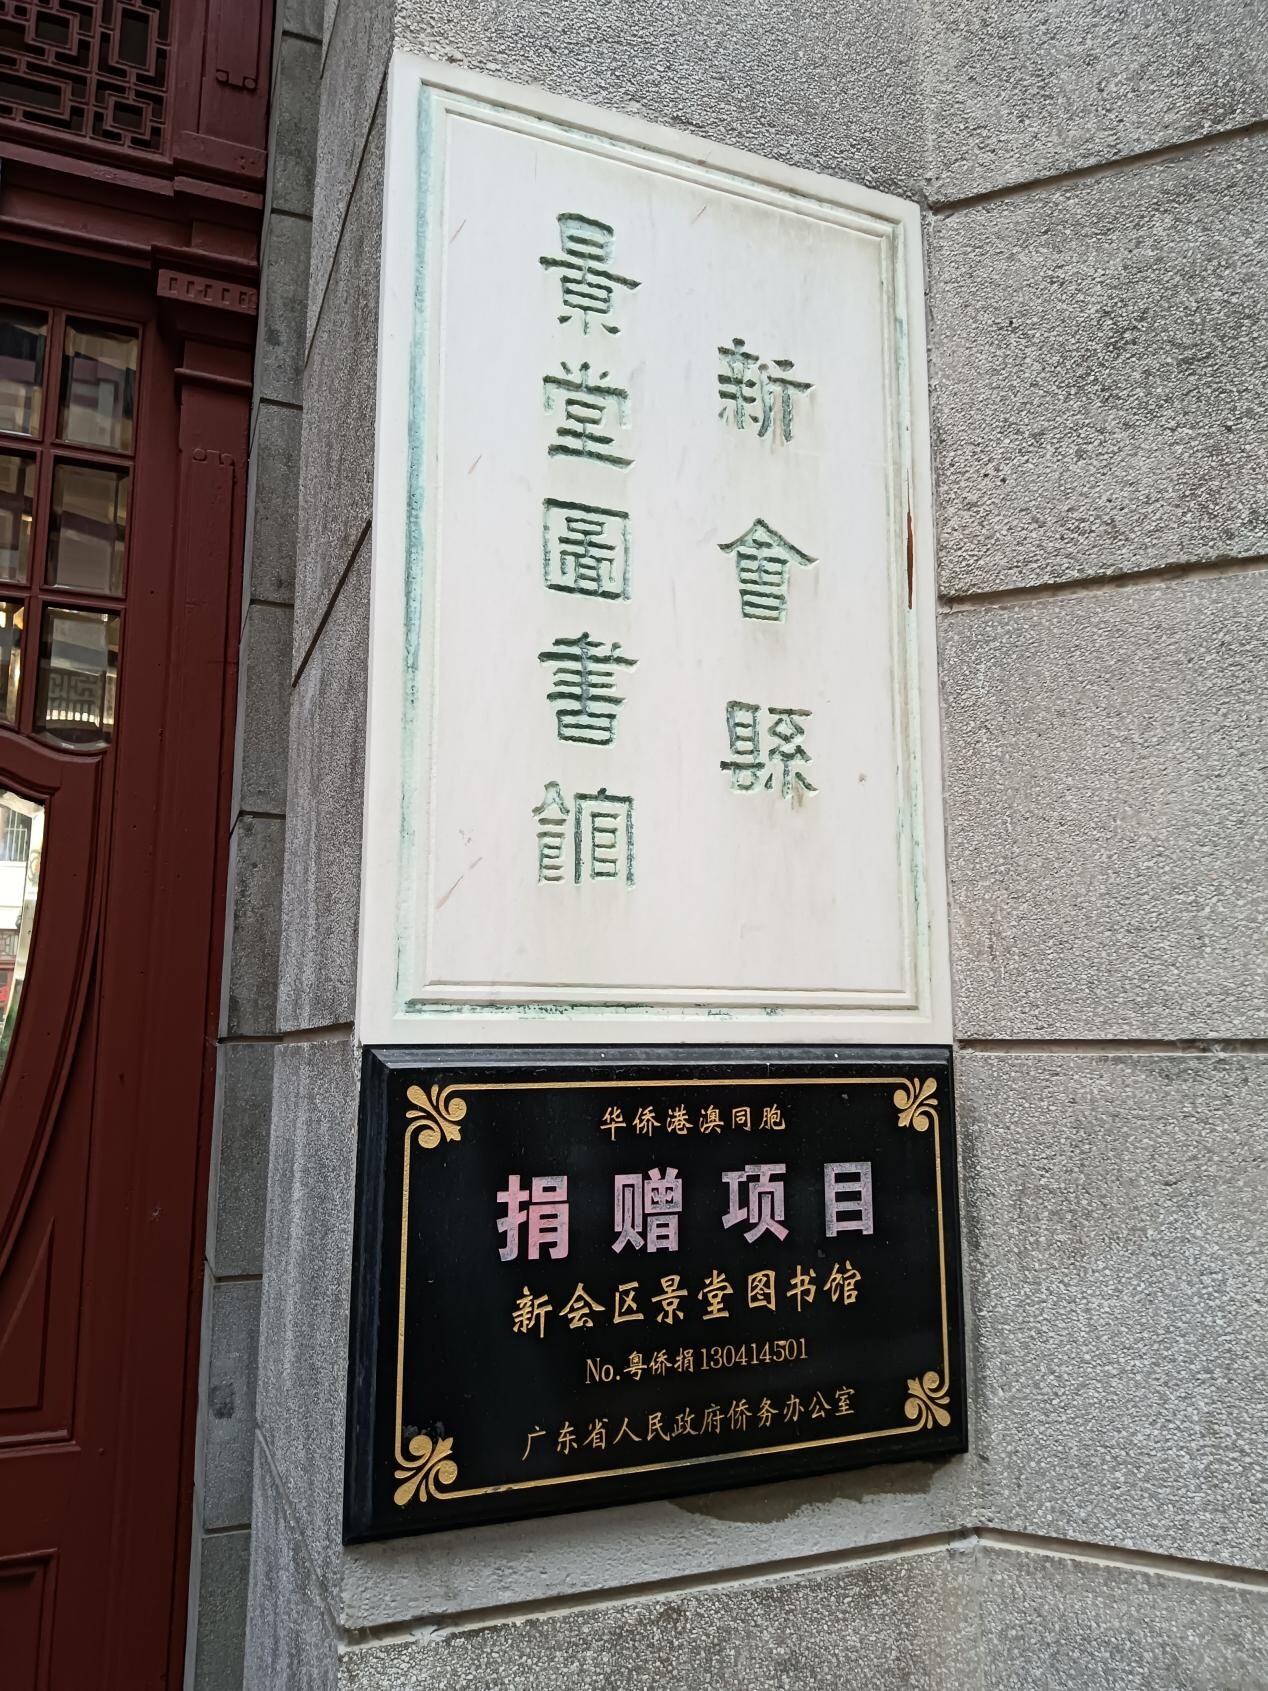 新會縣
景堂圖書館
华侨港澳同胞
捐赠项目
新会区景堂图书馆
No.粤侨捐130414501
广东省人民政府侨务办公室